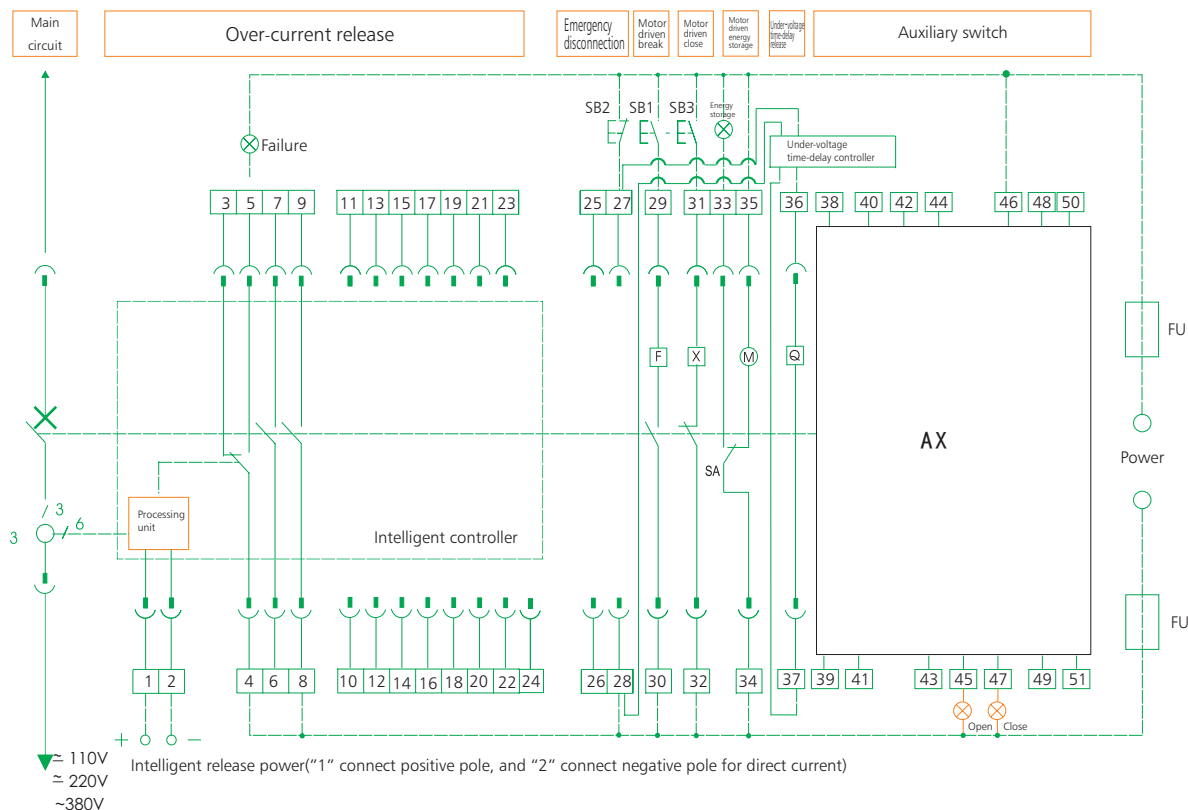 Main
circuit
Over-current release
Emergency
disconnection
Motor
driven
break
Motor
driven
close
Motor
driven
energy
storage
Under-voltage
time-delay
release
Auxiliary switch
SB2 SB1 SB3
Energy
storage
Failure
Under-voltage
time-delay controller
3 5 7 9 11 13 15 17 19 21 23 25 27 29 31 33 35 36 38 40 42 44 46 48 50
FU
F X M Q
AX
Power
SA
3
3 6
Processing
unit
Intelligent controller
FU
1 2 4 6 8 10 12 14 16 18 20 22 24 26 28 30 32 34 37 39 41 43 45 47 49 51
Open Close
+ −
≂ 110V
Intelligent release power("1" connect positive pole, and “2” connect negative pole for direct current)
≂ 220V
~380V